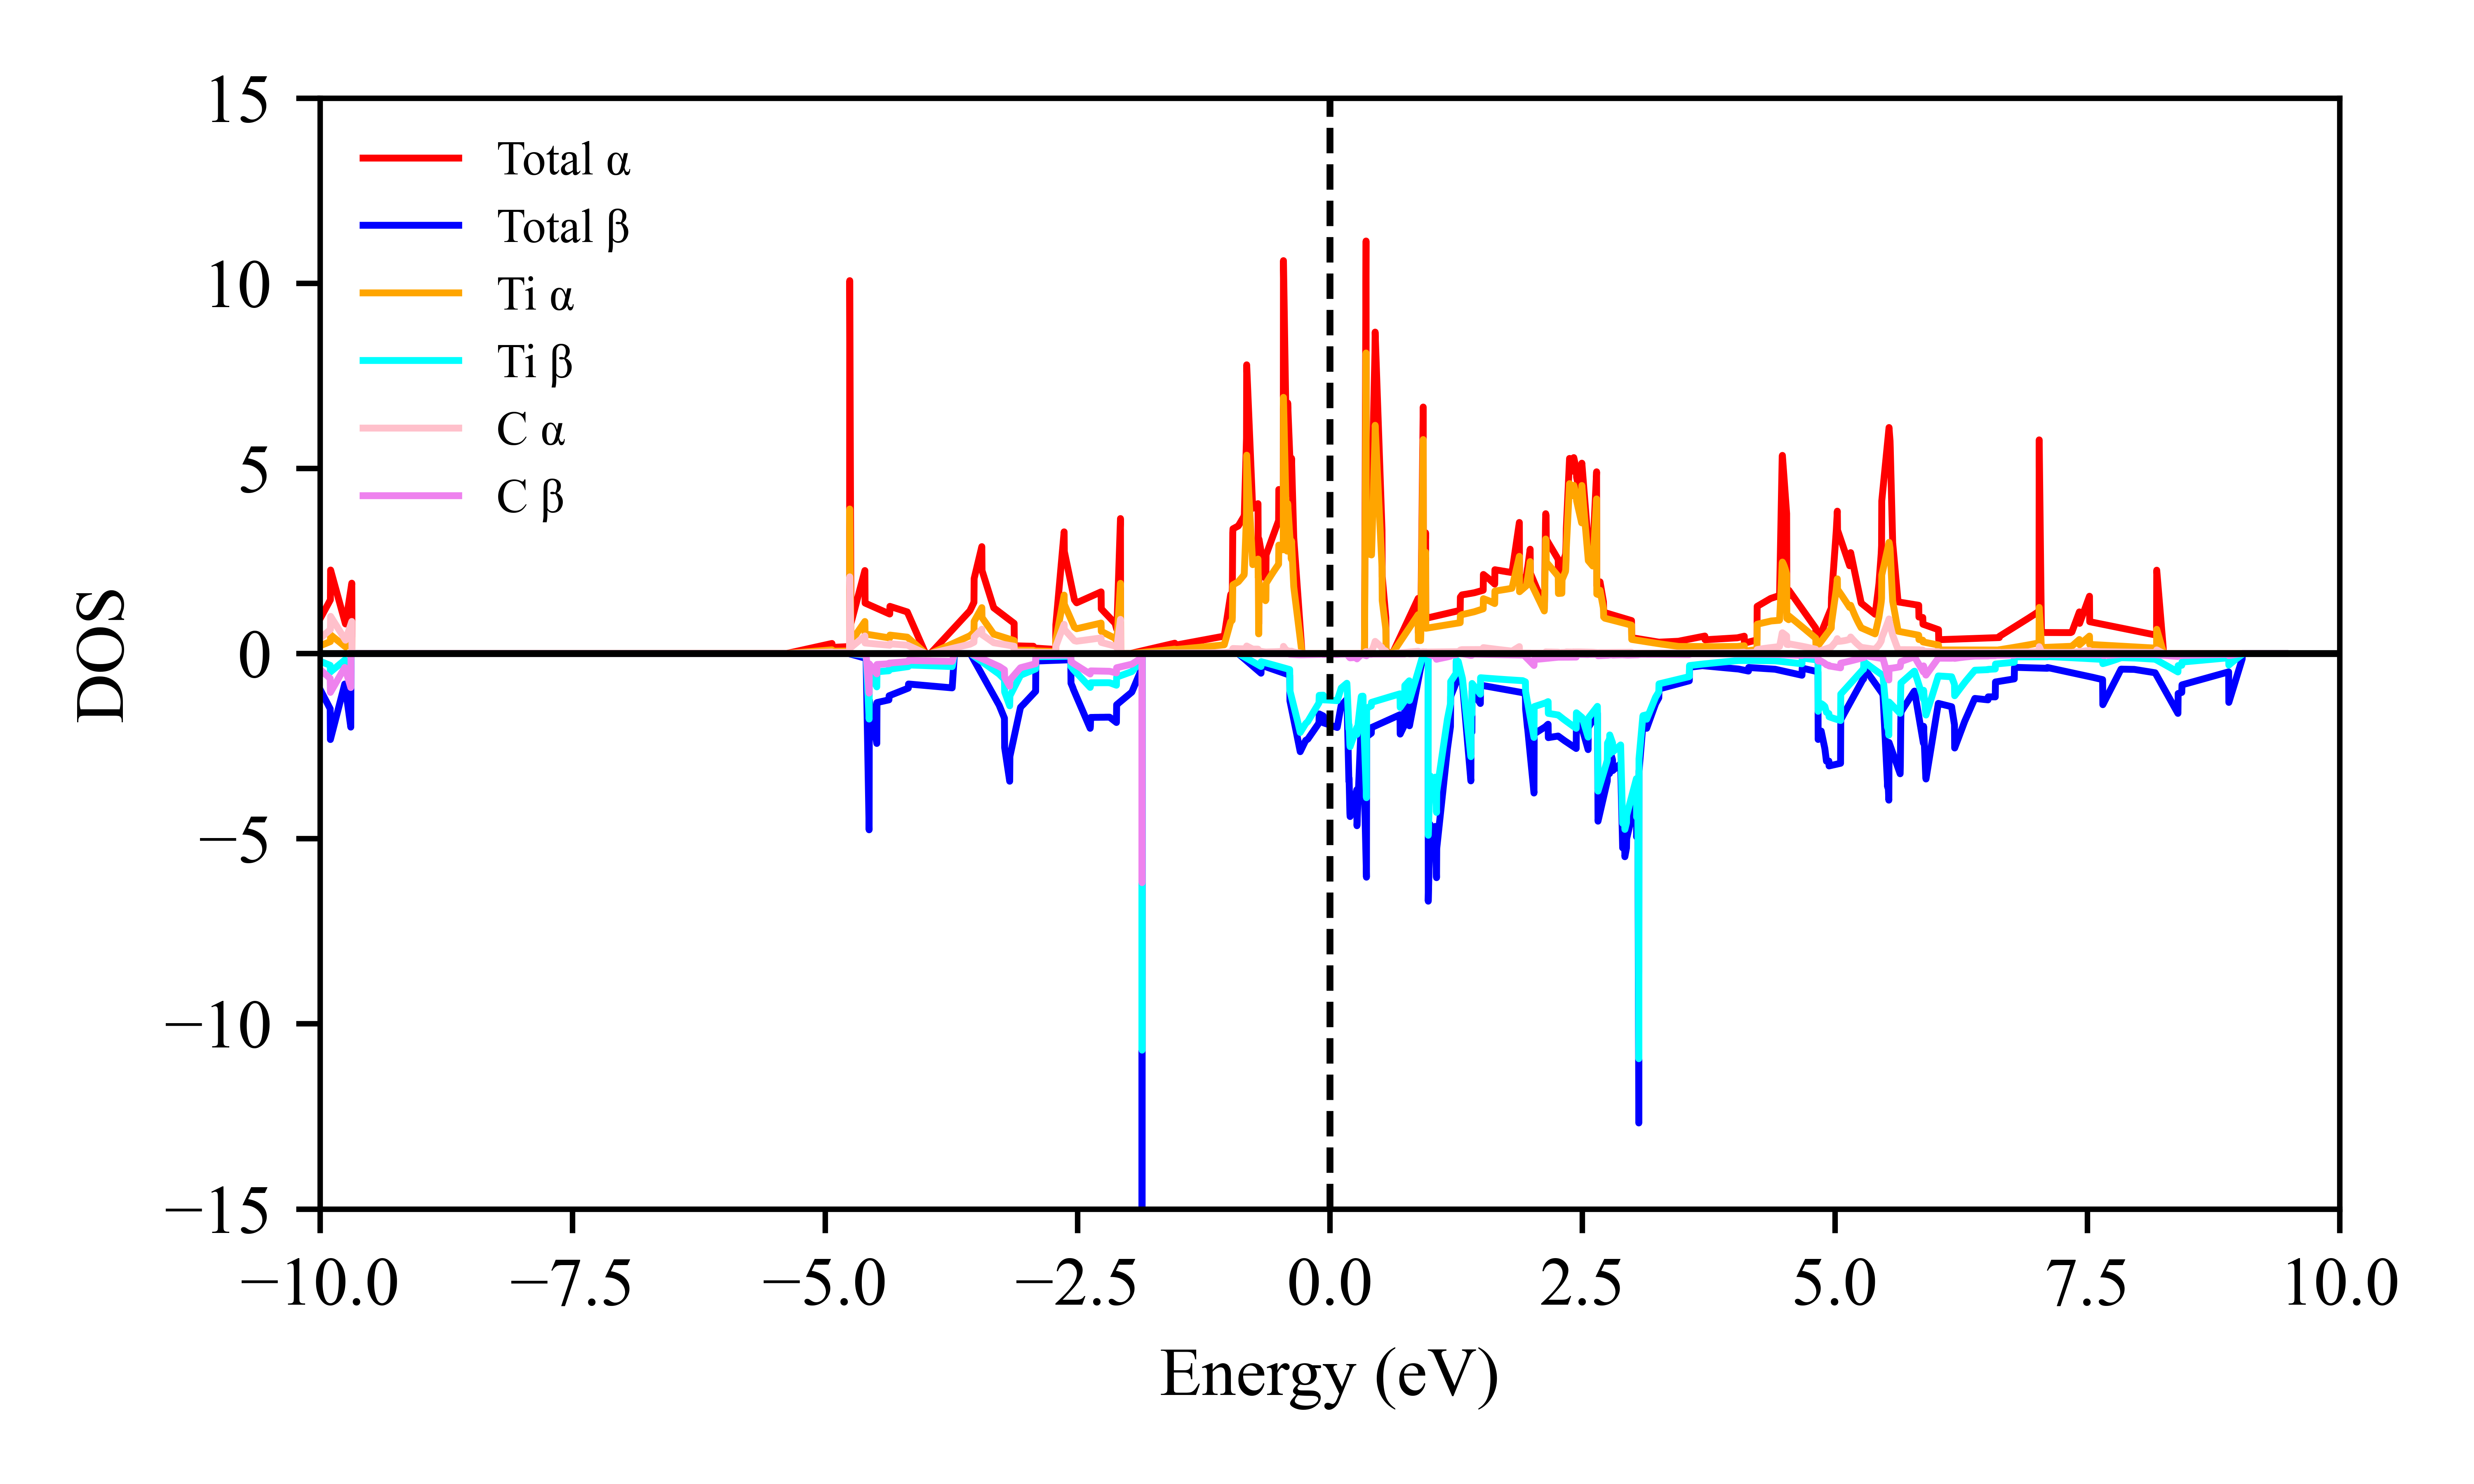 15
10
5
0
−5
−10
−15
DOS
Total α
Total β
Ti α
Ti β
C α
C β
−10.0 −7.5 −5.0 −2.5 0.0 2.5 5.0 7.5 10.0
Energy (eV)